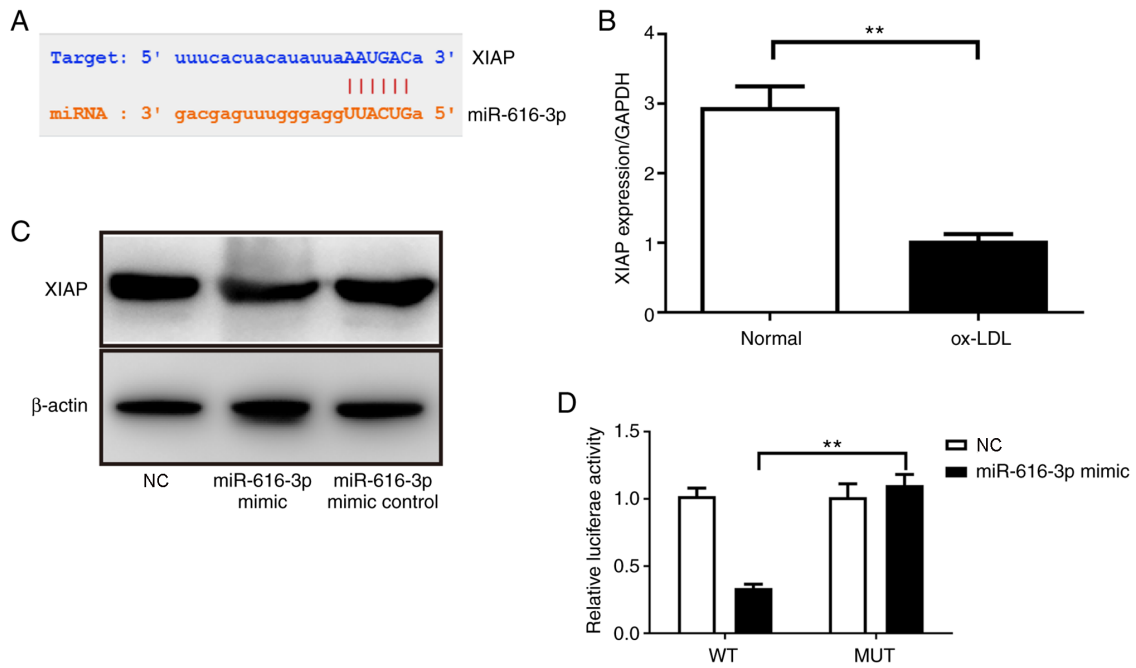 A
Target: 5' uuucacuacauauuaAAUGACa 3' XIAP
miRNA : 3' gacgaguuugggaggUUACUGa 5' miR-616-3p
B
XIAP expression/GAPDH
4
3
2
1
0
**
Normal
ox-LDL
C
XIAP
β-actin
NC
miR-616-3p
mimic
miR-616-3p
mimic control
D
Relative luciferae activity
1.5
1.0
0.5
0.0
**
WT
MUT
NC
miR-616-3p mimic